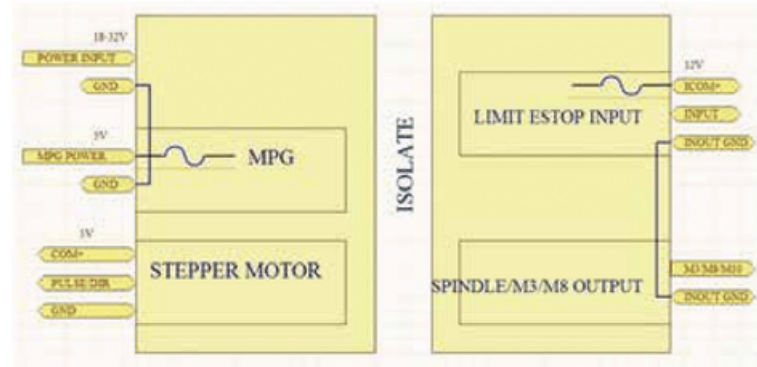 18-32V
POWER INPUT
GND
5V
MPG POWER
GND
MPG
COM+
PULSE/DIR
GND
STEPPER MOTOR
ISOLATE
12V
ICOM+
INPUT
INOUT GND
LIMIT ESTOP INPUT
M3/M8/M10
INOUT GND
SPINDLE/M3/M8 OUTPUT